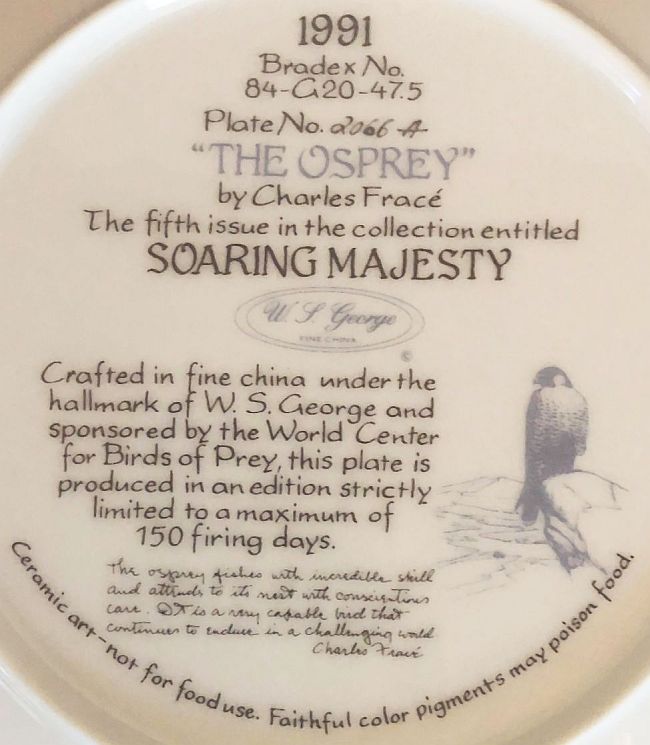 1991
Bradex No.
84-G20-47.5
Plate No. 2066 A
"THE OSPREY"
by Charles Fracé
The fifth issue in the collection entitled
SOARING MAJESTY
W. S. George
FINE CHINA
©
Crafted in fine china under the
hallmark of W. S. George and
sponsored by the World Center
for Birds of Prey, this plate is
produced in an edition strictly
limited to a maximum of
150 firing days.
The osprey fishes with incredible skill
and attends to its nest with conscientious
care. It is a very capable bird that
continues to endure in a challenging world
Charles Fracé
Ceramic art-not for food use. Faithful color pigments may poison food.